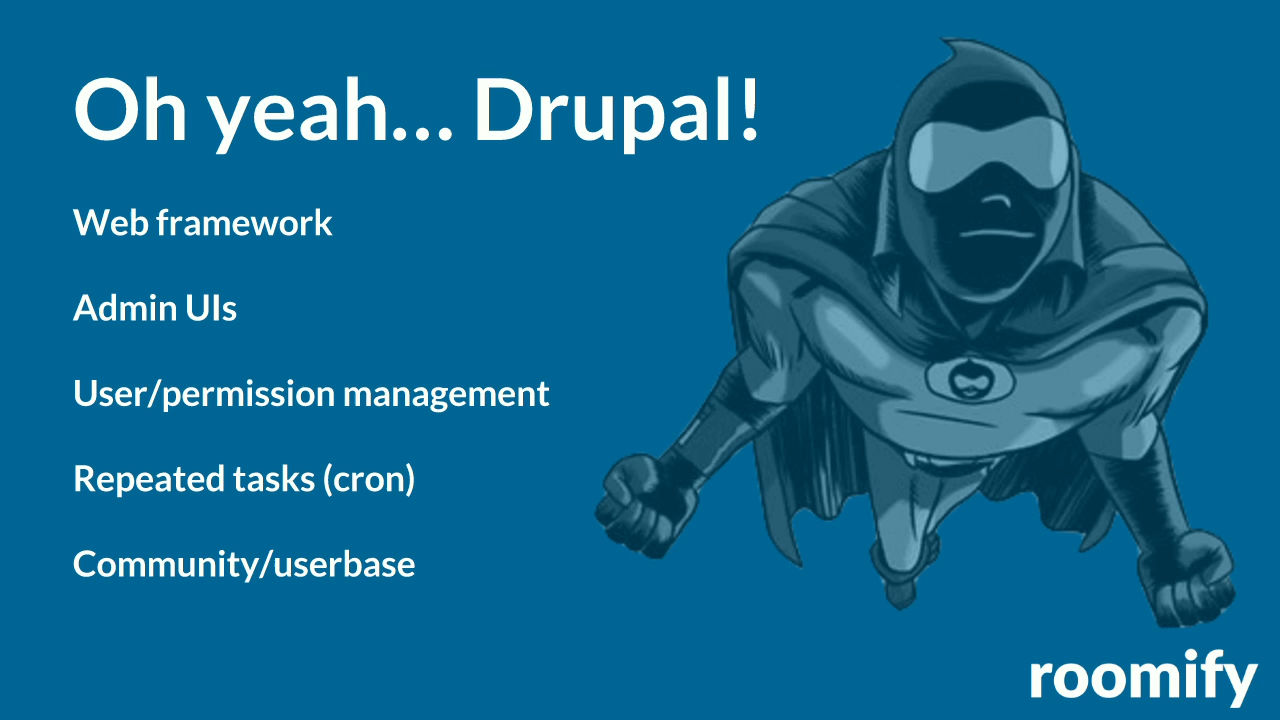 Oh yeah... Drupal!
Web framework
Admin UIs
User/permission management
Repeated tasks (cron)
Community/userbase
roomify